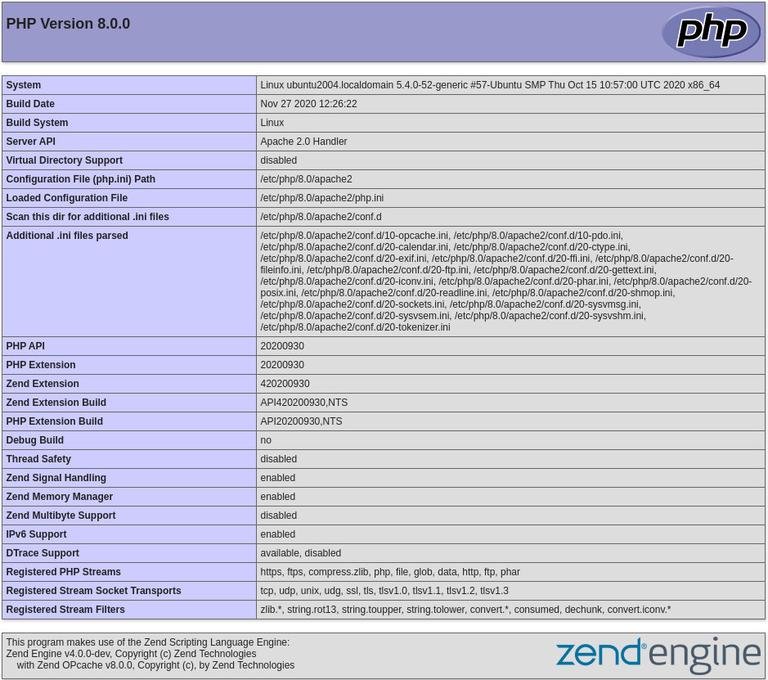 PHP Version 8.0.0
php
System Linux ubuntu2004.localdomain 5.4.0-52-generic #57-Ubuntu SMP Thu Oct 15 10:57:00 UTC 2020 x86_64
Build Date Nov 27 2020 12:26:22
Build System Linux
Server API Apache 2.0 Handler
Virtual Directory Support disabled
Configuration File (php.ini) Path /etc/php/8.0/apache2
Loaded Configuration File /etc/php/8.0/apache2/php.ini
Scan this dir for additional .ini files /etc/php/8.0/apache2/conf.d
Additional .ini files parsed /etc/php/8.0/apache2/conf.d/10-opcache.ini, /etc/php/8.0/apache2/conf.d/10-pdo.ini,
/etc/php/8.0/apache2/conf.d/20-calendar.ini, /etc/php/8.0/apache2/conf.d/20-ctype.ini,
/etc/php/8.0/apache2/conf.d/20-exif.ini, /etc/php/8.0/apache2/conf.d/20-ffi.ini, /etc/php/8.0/apache2/conf.d/20-
fileinfo.ini, /etc/php/8.0/apache2/conf.d/20-ftp.ini, /etc/php/8.0/apache2/conf.d/20-gettext.ini,
/etc/php/8.0/apache2/conf.d/20-iconv.ini, /etc/php/8.0/apache2/conf.d/20-phar.ini, /etc/php/8.0/apache2/conf.d/20-
posix.ini, /etc/php/8.0/apache2/conf.d/20-readline.ini, /etc/php/8.0/apache2/conf.d/20-shmop.ini,
/etc/php/8.0/apache2/conf.d/20-sockets.ini, /etc/php/8.0/apache2/conf.d/20-sysvmsg.ini,
/etc/php/8.0/apache2/conf.d/20-sysvsem.ini, /etc/php/8.0/apache2/conf.d/20-sysvshm.ini,
/etc/php/8.0/apache2/conf.d/20-tokenizer.ini
PHP API 20200930
PHP Extension 20200930
Zend Extension 420200930
Zend Extension Build API420200930,NTS
PHP Extension Build API20200930,NTS
Debug Build no
Thread Safety disabled
Zend Signal Handling enabled
Zend Memory Manager enabled
Zend Multibyte Support disabled
IPv6 Support enabled
DTrace Support available, disabled
Registered PHP Streams https, ftps, compress.zlib, php, file, glob, data, http, ftp, phar
Registered Stream Socket Transports tcp, udp, unix, udg, ssl, tls, tlsv1.0, tlsv1.1, tlsv1.2, tlsv1.3
Registered Stream Filters zlib.*, string.rot13, string.toupper, string.tolower, convert.*, consumed, dechunk, convert.iconv.*
This program makes use of the Zend Scripting Language Engine:
Zend Engine v4.0.0-dev, Copyright (c) Zend Technologies
with Zend OPcache v8.0.0, Copyright (c), by Zend Technologies
zend® engine